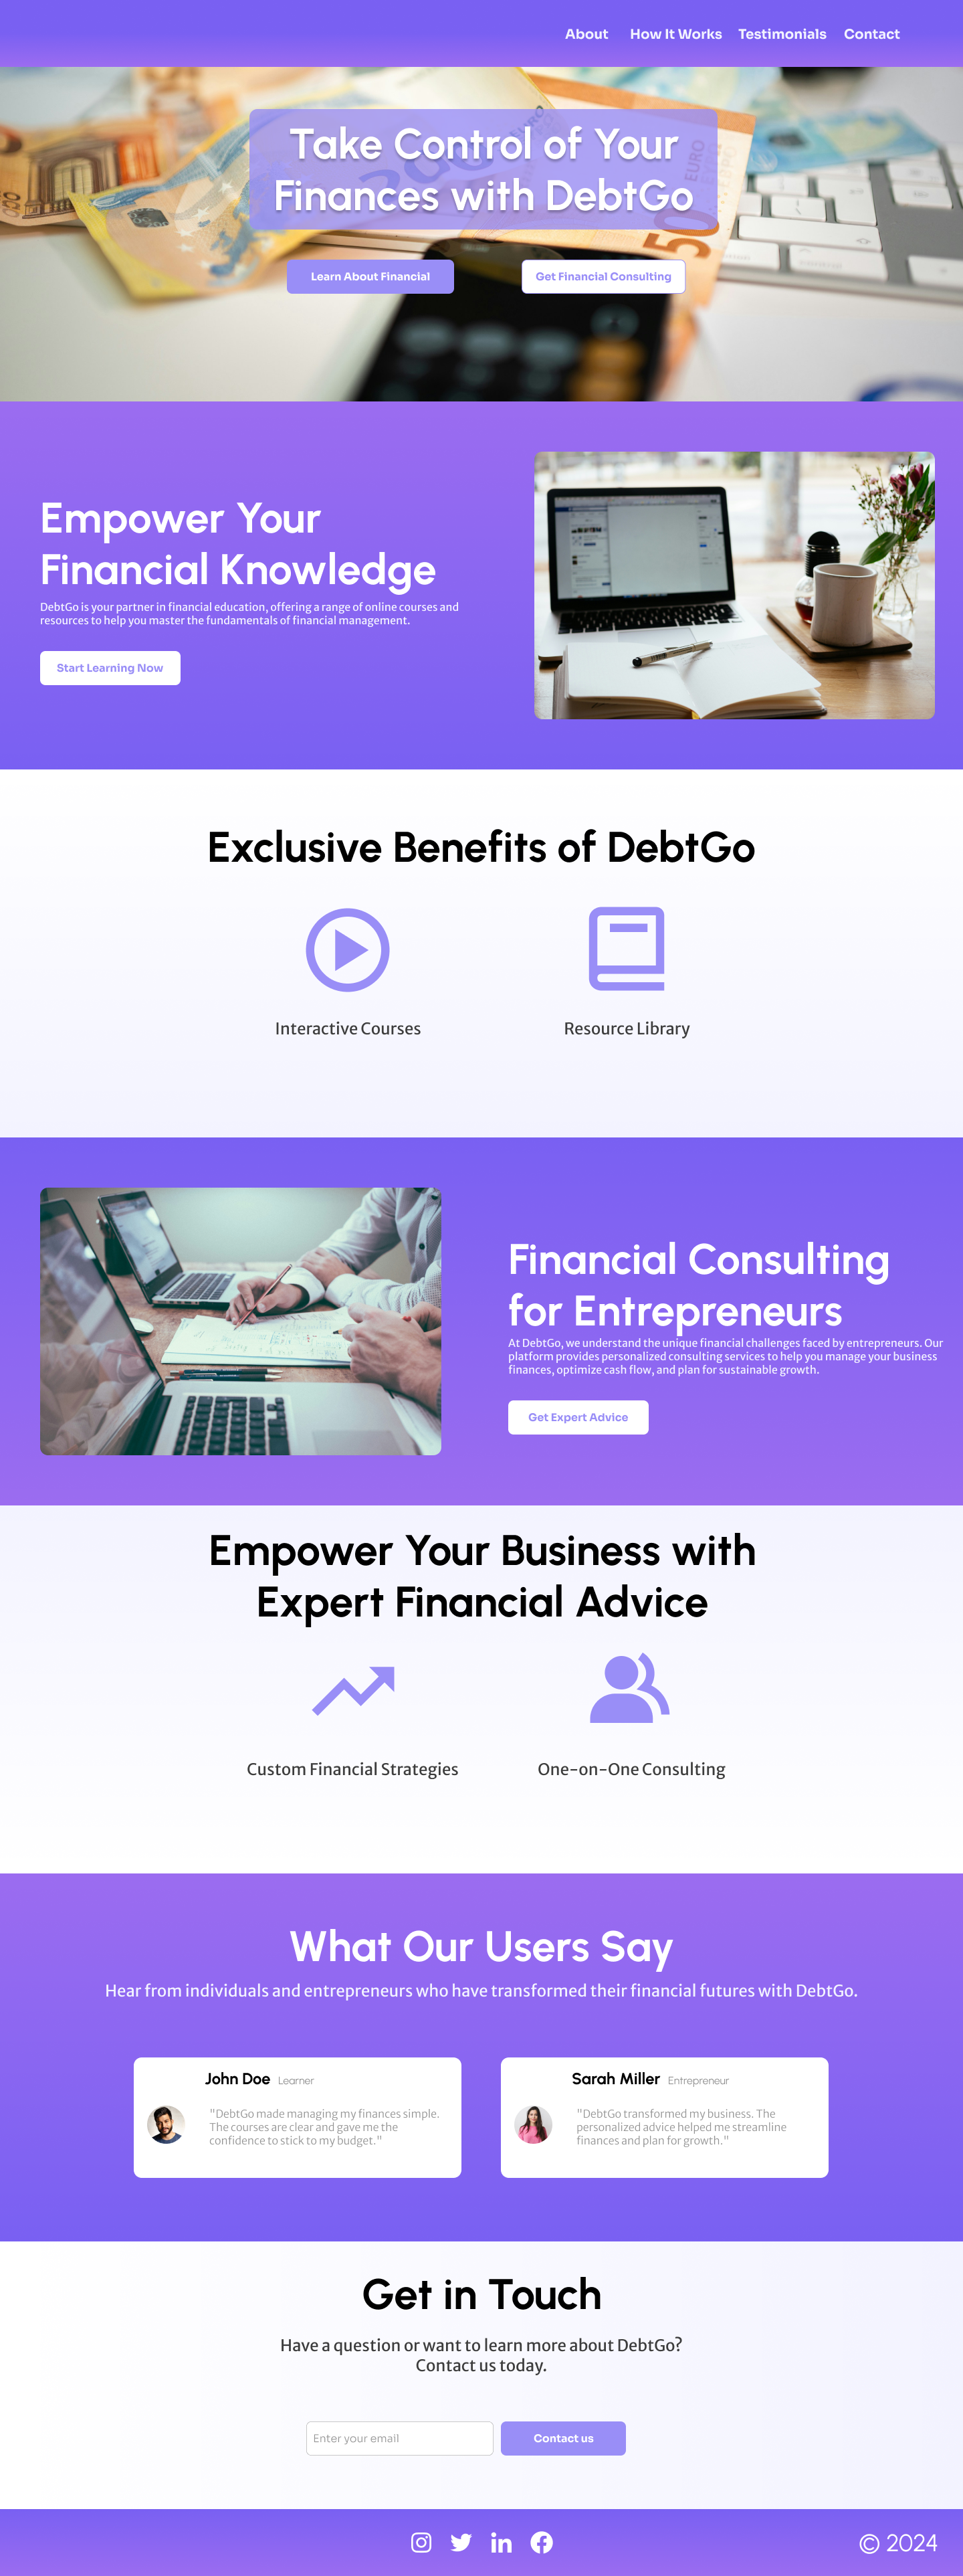 About How It Works Testimonials Contact
Take Control of Your
Finances with DebtGo
EURO
50
Learn About Financial
Get Financial Consulting
Empower Your
Financial Knowledge
DebtGo is your partner in financial education, offering a range of online courses and
resources to help you master the fundamentals of financial management.
Start Learning Now
Exclusive Benefits of DebtGo
Interactive Courses
Resource Library
Financial Consulting
for Entrepreneurs
At DebtGo, we understand the unique financial challenges faced by entrepreneurs. Our
platform provides personalized consulting services to help you manage your business
finances, optimize cash flow, and plan for sustainable growth.
Get Expert Advice
Empower Your Business with
Expert Financial Advice
Custom Financial Strategies
One-on-One Consulting
What Our Users Say
Hear from individuals and entrepreneurs who have transformed their financial futures with DebtGo.
John Doe Learner
"DebtGo made managing my finances simple.
The courses are clear and gave me the
confidence to stick to my budget."
Sarah Miller Entrepreneur
"DebtGo transformed my business. The
personalized advice helped me streamline
finances and plan for growth."
Get in Touch
Have a question or want to learn more about DebtGo?
Contact us today.
Enter your email
Contact us
© 2024